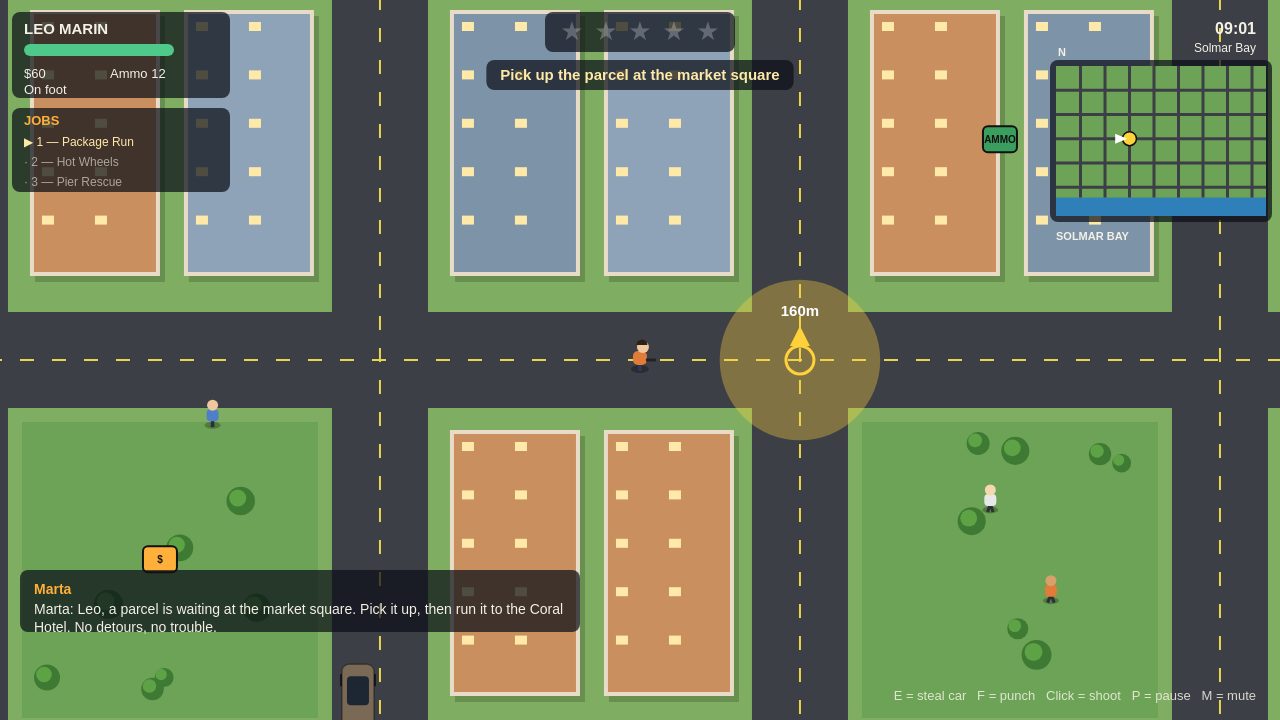 LEO MARIN
$60 Ammo 12
On foot
JOBS
▶ 1 — Package Run
· 2 — Hot Wheels
· 3 — Pier Rescue
★ ★ ★ ★ ★
Pick up the parcel at the market square
09:01
Solmar Bay
N
SOLMAR BAY
AMMO
160m
$
Marta
Marta: Leo, a parcel is waiting at the market square. Pick it up, then run it to the Coral
Hotel. No detours, no trouble.
E = steal car F = punch Click = shoot P = pause M = mute